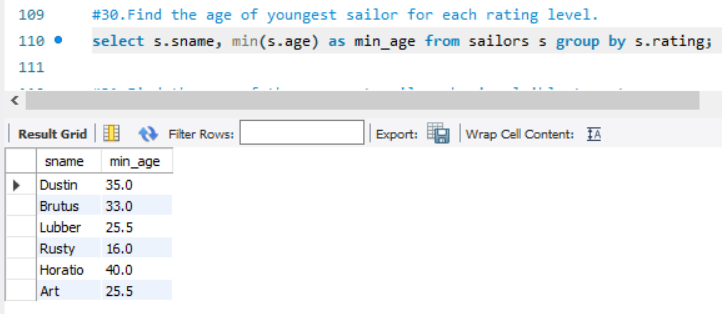 109 #30.Find the age of youngest sailor for each rating level.
110 select s.sname, min(s.age) as min_age from sailors s group by s.rating;
111
Result Grid Filter Rows: Export: Wrap Cell Content: IA
sname min_age
Dustin 35.0
Brutus 33.0
Lubber 25.5
Rusty 16.0
Horatio 40.0
Art 25.5